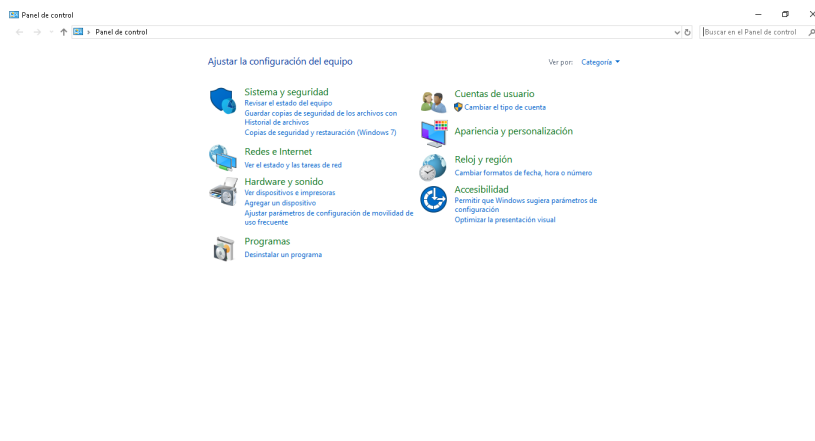 Panel de control
Panel de control
Buscar en el Panel de control
Ajustar la configuración del equipo
Ver por: Categoría
Sistema y seguridad
Revisar el estado del equipo
Guardar copias de seguridad de los archivos con
Historial de archivos
Copias de seguridad y restauración (Windows 7)
Redes e Internet
Ver el estado y las tareas de red
Hardware y sonido
Ver dispositivos e impresoras
Agregar un dispositivo
Ajustar parámetros de configuración de movilidad de
uso frecuente
Programas
Desinstalar un programa
Cuentas de usuario
Cambiar el tipo de cuenta
Apariencia y personalización
Reloj y región
Cambiar formatos de fecha, hora o número
Accesibilidad
Permitir que Windows sugiera parámetros de
configuración
Optimizar la presentación visual